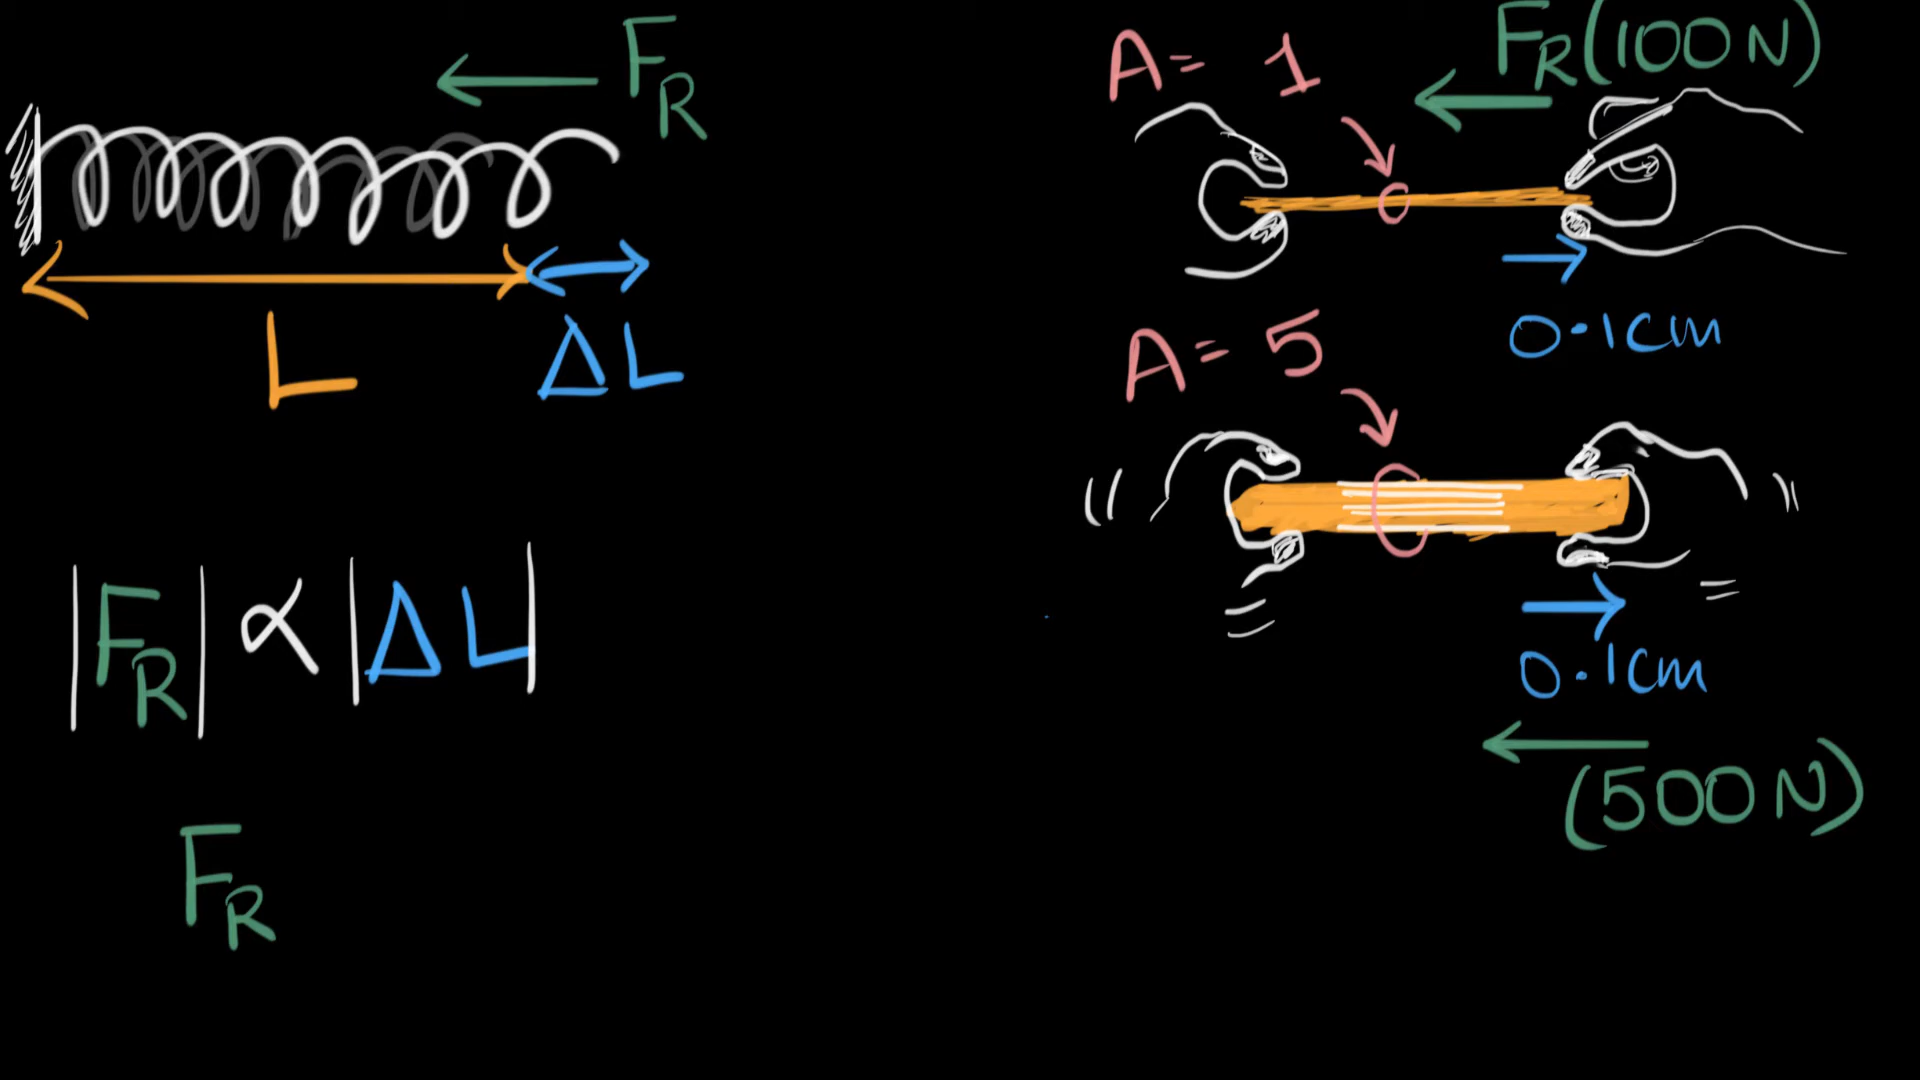 F_R
L
ΔL
|F_R| ∝ |ΔL|
F_R
A = 1
F_R (100 N)
0.1cm
A = 5
0.1cm
(500 N)